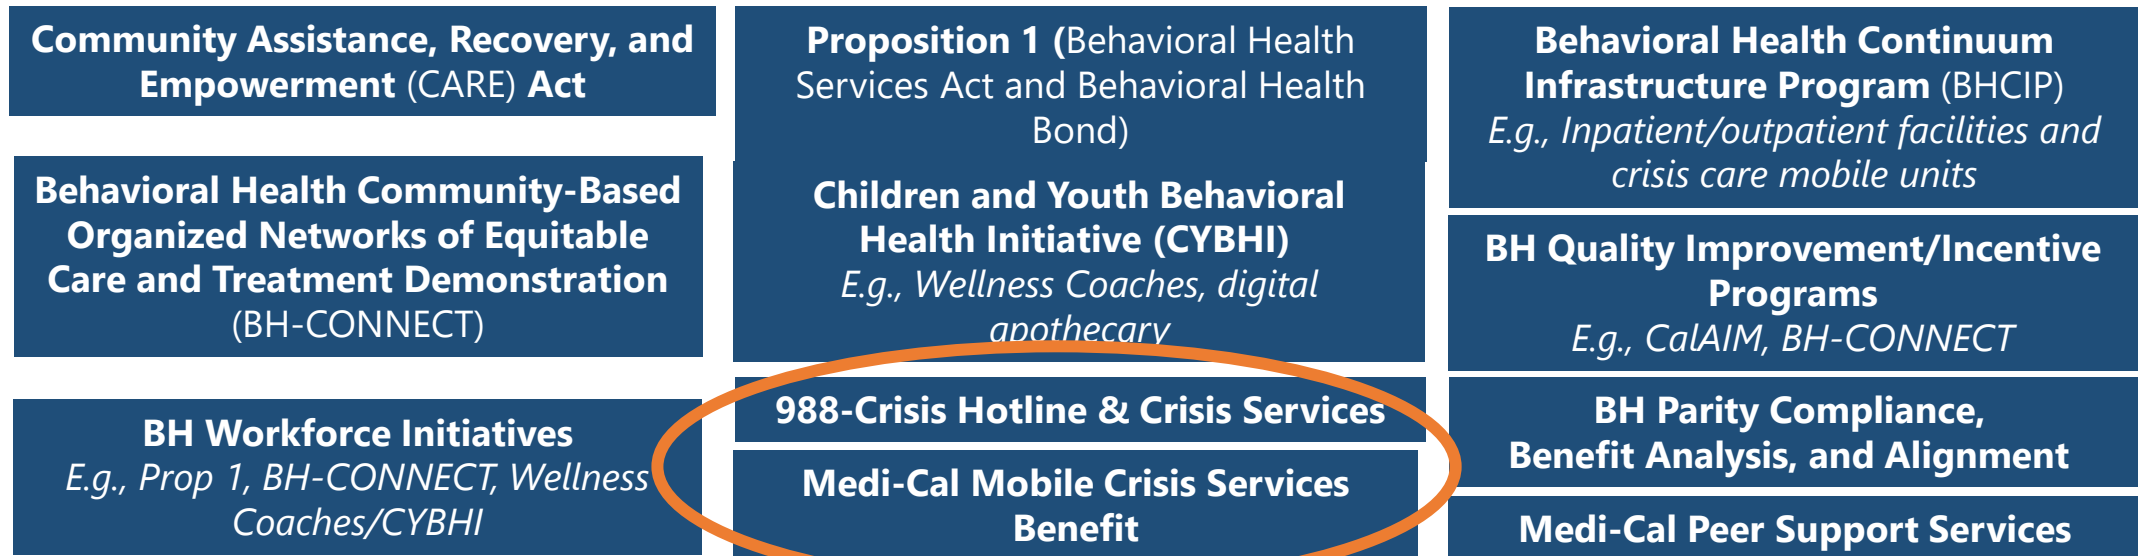 Community Assistance, Recovery, and
Empowerment (CARE) Act
Behavioral Health Community-Based
Organized Networks of Equitable
Care and Treatment Demonstration
(BH-CONNECT)
BH Workforce Initiatives
E.g., Prop 1, BH-CONNECT, Wellness
Coaches/CYBHI
Proposition 1 (Behavioral Health
Services Act and Behavioral Health
Bond)
Children and Youth Behavioral
Health Initiative (CYBHI)
E.g., Wellness Coaches, digital
apothecary
988-Crisis Hotline & Crisis Services
Medi-Cal Mobile Crisis Services
Benefit
Behavioral Health Continuum
Infrastructure Program (BHCIP)
E.g., Inpatient/outpatient facilities and
crisis care mobile units
BH Quality Improvement/Incentive
Programs
E.g., CalAIM, BH-CONNECT
BH Parity Compliance,
Benefit Analysis, and Alignment
Medi-Cal Peer Support Services